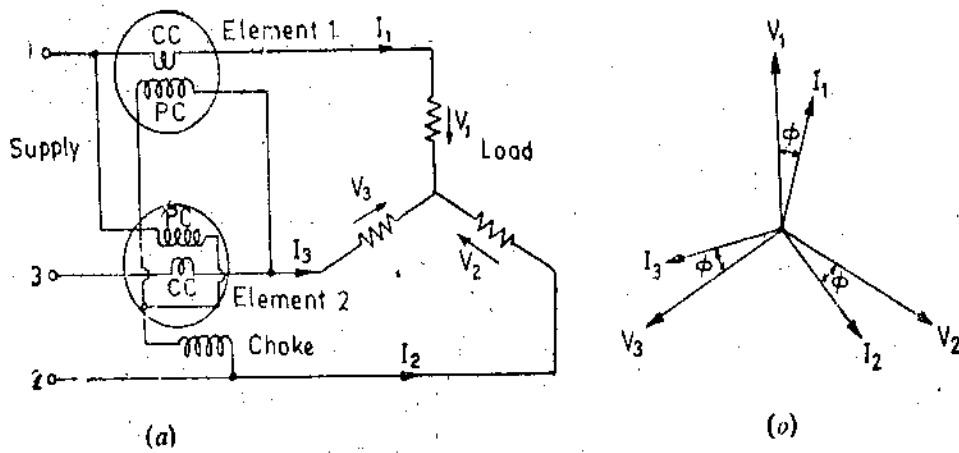 CC Element 1 I₁
1
PC
V₁
Supply
Load
V₃
PC
I₃
3
V₂
CC
Element 2
Choke
I₂
2
(a)
V₁
I₁
ϕ
I₃
ϕ
ϕ
V₃
I₂
V₂
(o)